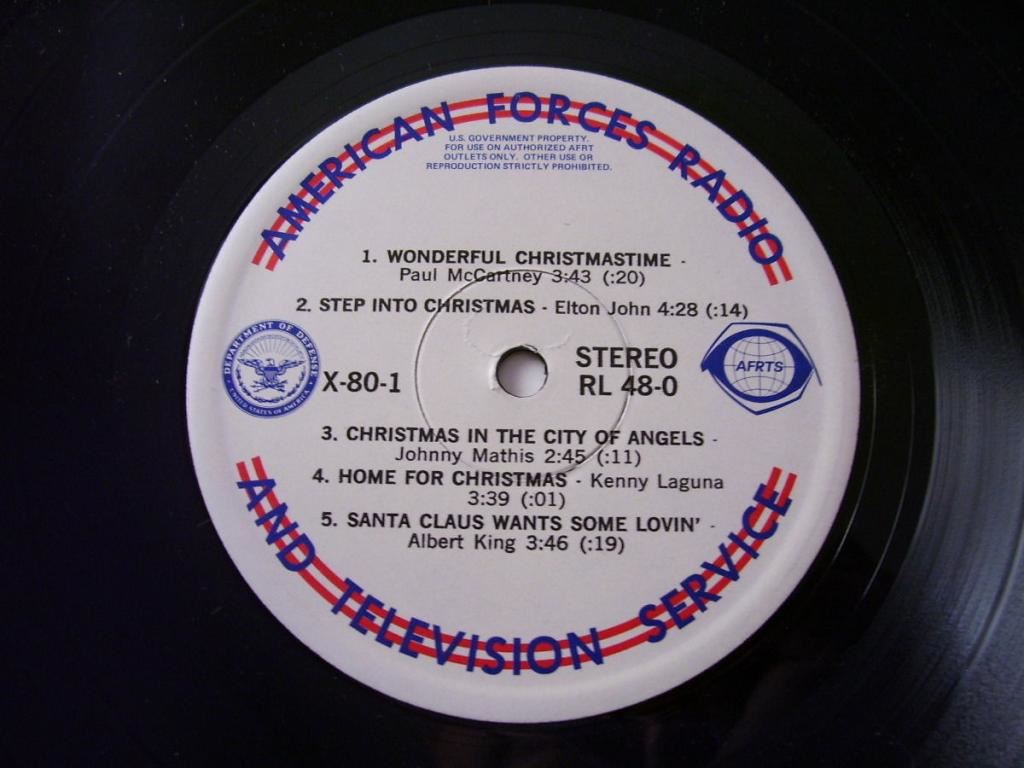 AMERICAN FORCES RADIO
U.S. GOVERNMENT PROPERTY.
FOR USE ON AUTHORIZED AFRT
OUTLETS ONLY. OTHER USE OR
REPRODUCTION STRICTLY PROHIBITED.
1. WONDERFUL CHRISTMASTIME -
Paul McCartney 3:43 (:20)
2. STEP INTO CHRISTMAS - Elton John 4:28 (:14)
DEPARTMENT OF DEFENSE
UNITED STATES OF AMERICA
X-80-1
STEREO
RL 48-0
AFRTS
3. CHRISTMAS IN THE CITY OF ANGELS -
Johnny Mathis 2:45 (:11)
4. HOME FOR CHRISTMAS - Kenny Laguna
3:39 (:01)
5. SANTA CLAUS WANTS SOME LOVIN' -
Albert King 3:46 (:19)
AND TELEVISION SERVICE